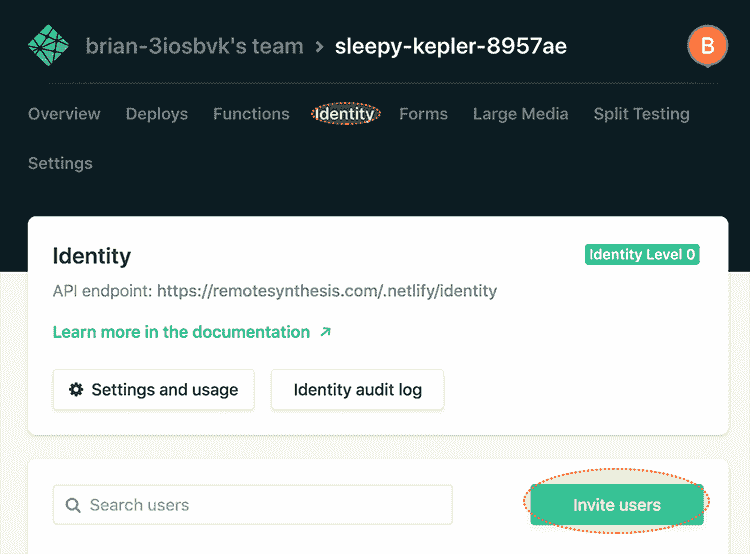 brian-3iosbvk's team > sleepy-kepler-8957ae
B
Overview Deploys Functions Identity Forms Large Media Split Testing
Settings
Identity
Identity Level 0
API endpoint: https://remotesynthesis.com/.netlify/identity
Learn more in the documentation ↗
Settings and usage Identity audit log
Search users Invite users